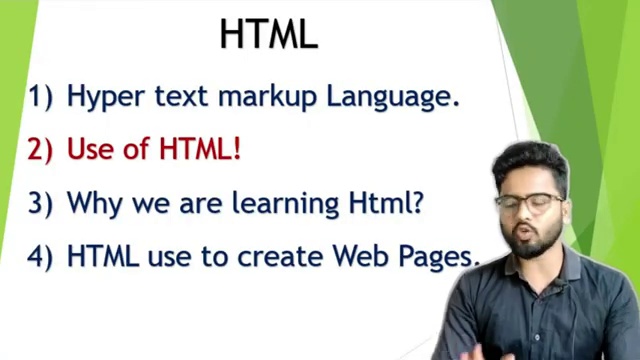 HTML
1) Hyper text markup Language.
2) Use of HTML!
3) Why we are learning Html?
4) HTML use to create Web Pages.